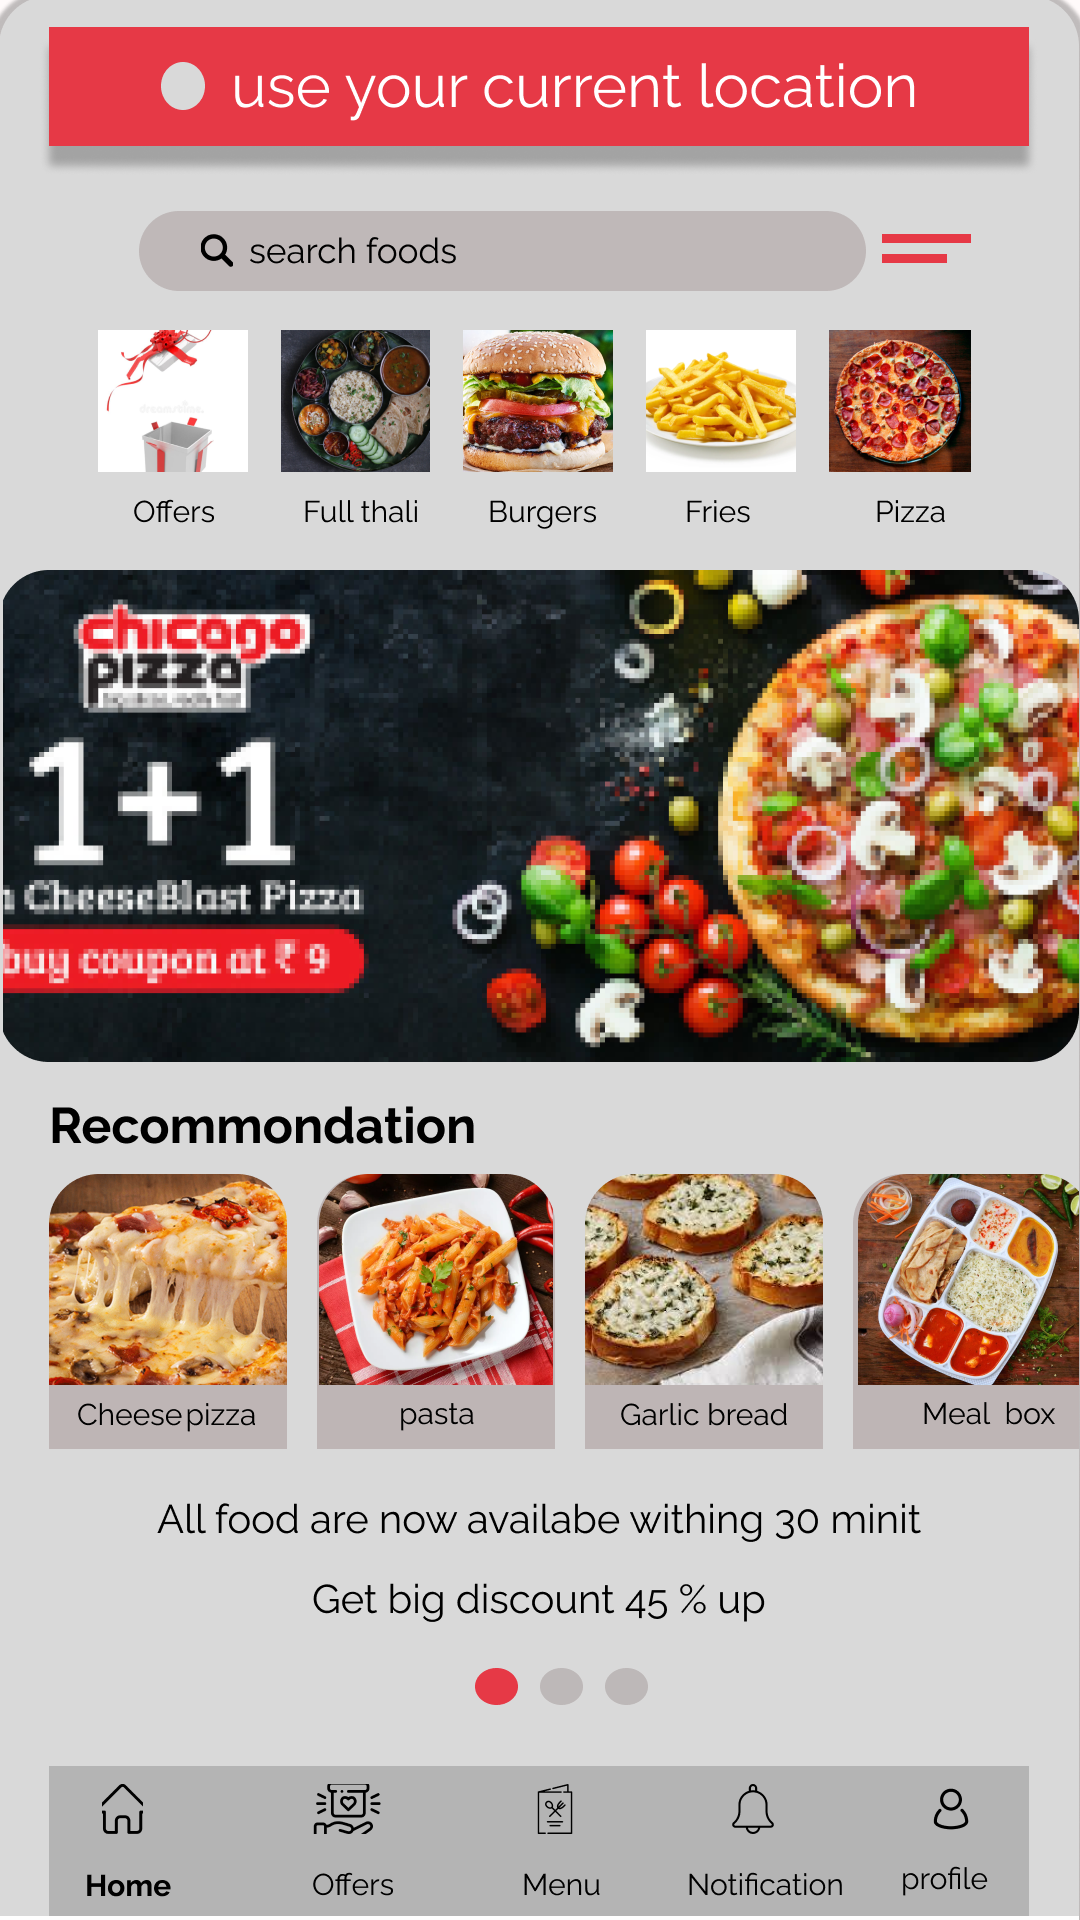 use your current location
search foods
dreamstime.
Offers
Full thali
Burgers
Fries
Pizza
chicago
pizza
1+1
CheeseBlast Pizza
buy coupon at ₹ 9
Recommondation
Cheese pizza
pasta
Garlic bread
Meal box
All food are now availabe withing 30 minit
Get big discount 45 % up
Home
Offers
Menu
Notification
profile